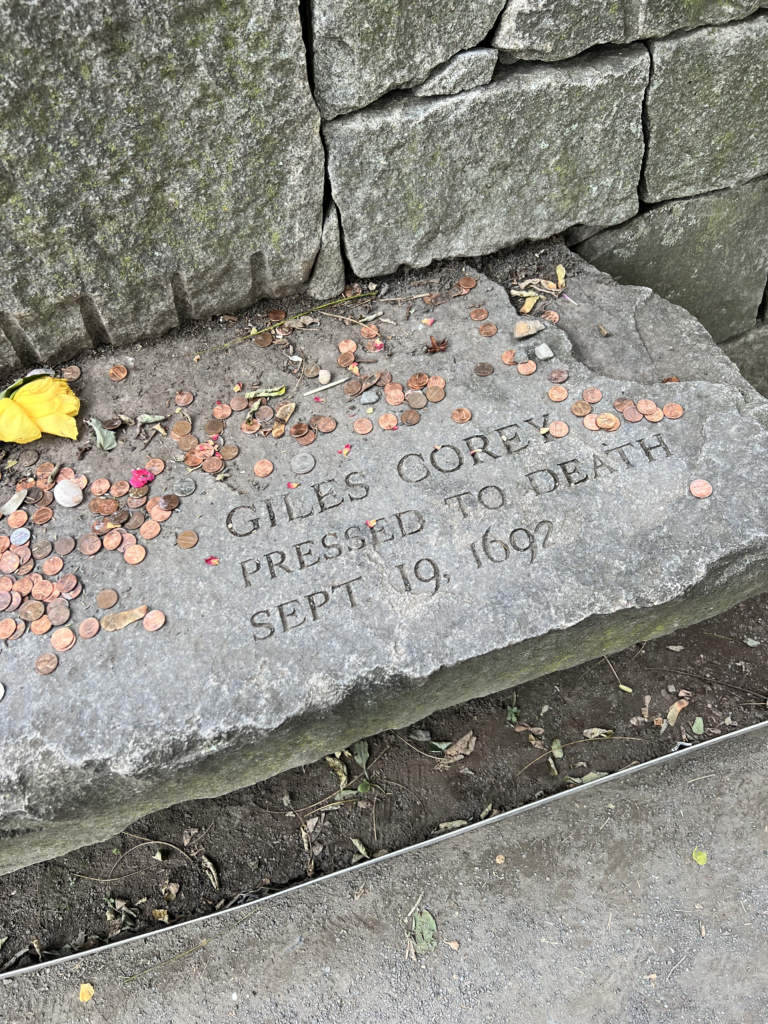 GILES COREY
PRESSED TO DEATH
SEPT 19, 1692